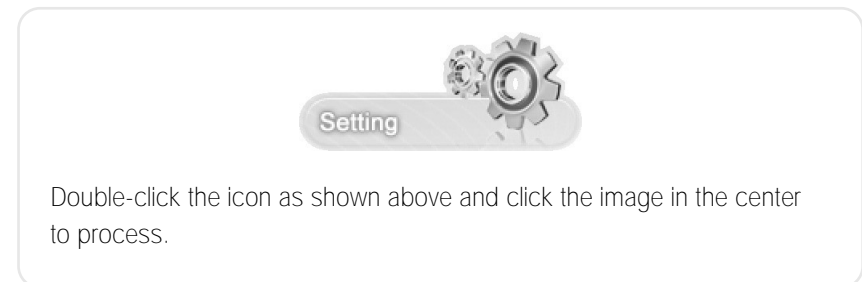 Setting
Double-click the icon as shown above and click the image in the center
to process.